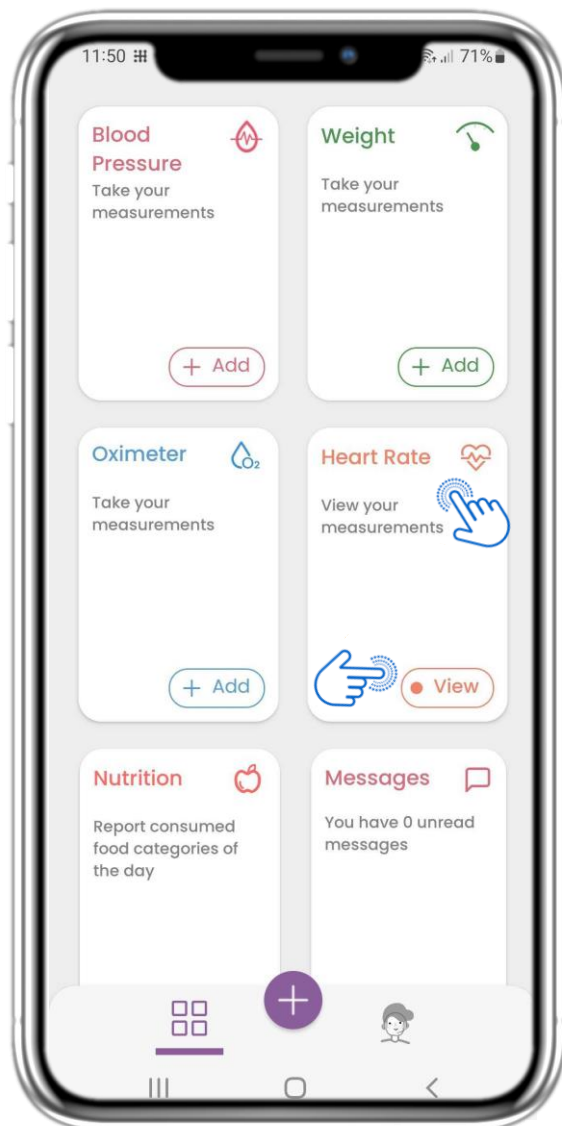 11:50
71%
Blood
Pressure
Take your
measurements
+ Add
Weight
Take your
measurements
+ Add
Oximeter
O2
Take your
measurements
+ Add
Heart Rate
View your
measurements
View
Nutrition
Report consumed
food categories of
the day
Messages
You have 0 unread
messages